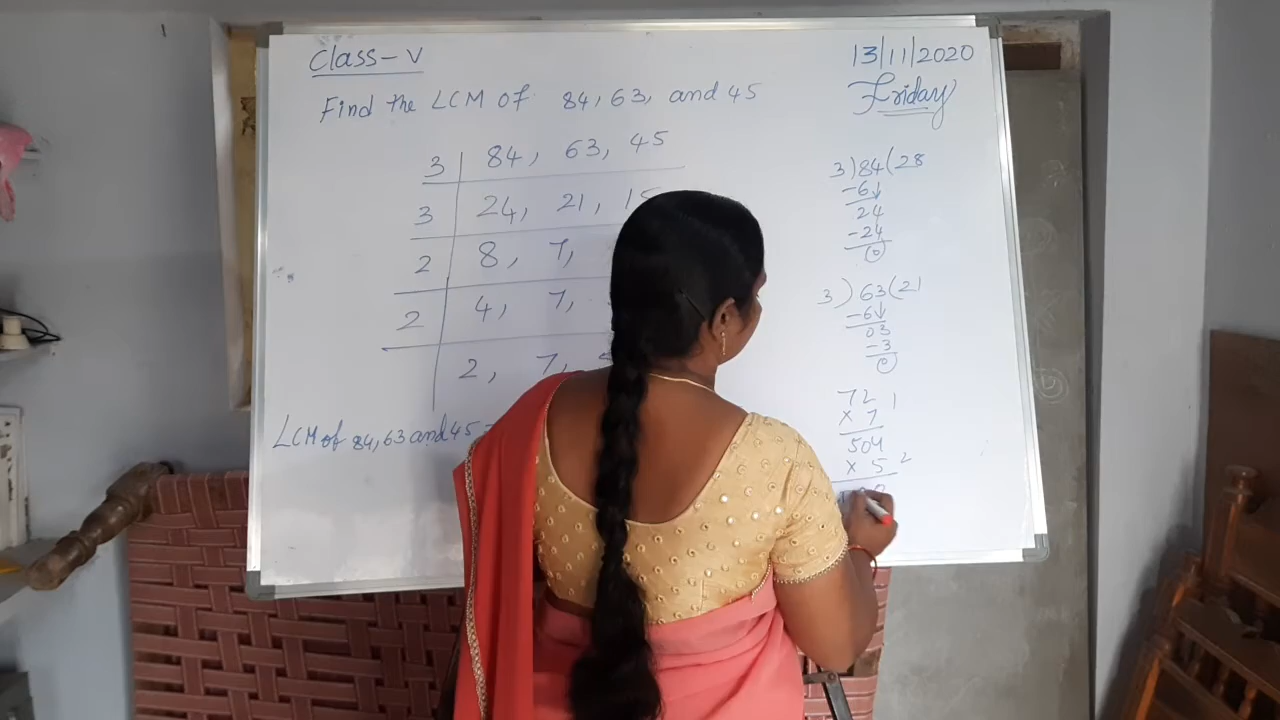 Class-V
13/11/2020
Friday
Find the LCM of 84, 63, and 45
3 | 84, 63, 45
3 | 24, 21,
2 | 8, 7,
2 | 4, 7,
2, 7,
LCM of 84, 63 and 45
3)84(28
-6↓
24
-24
0
3)63(21
-6↓
03
-3
0
72 1
× 7
504
× 5 2